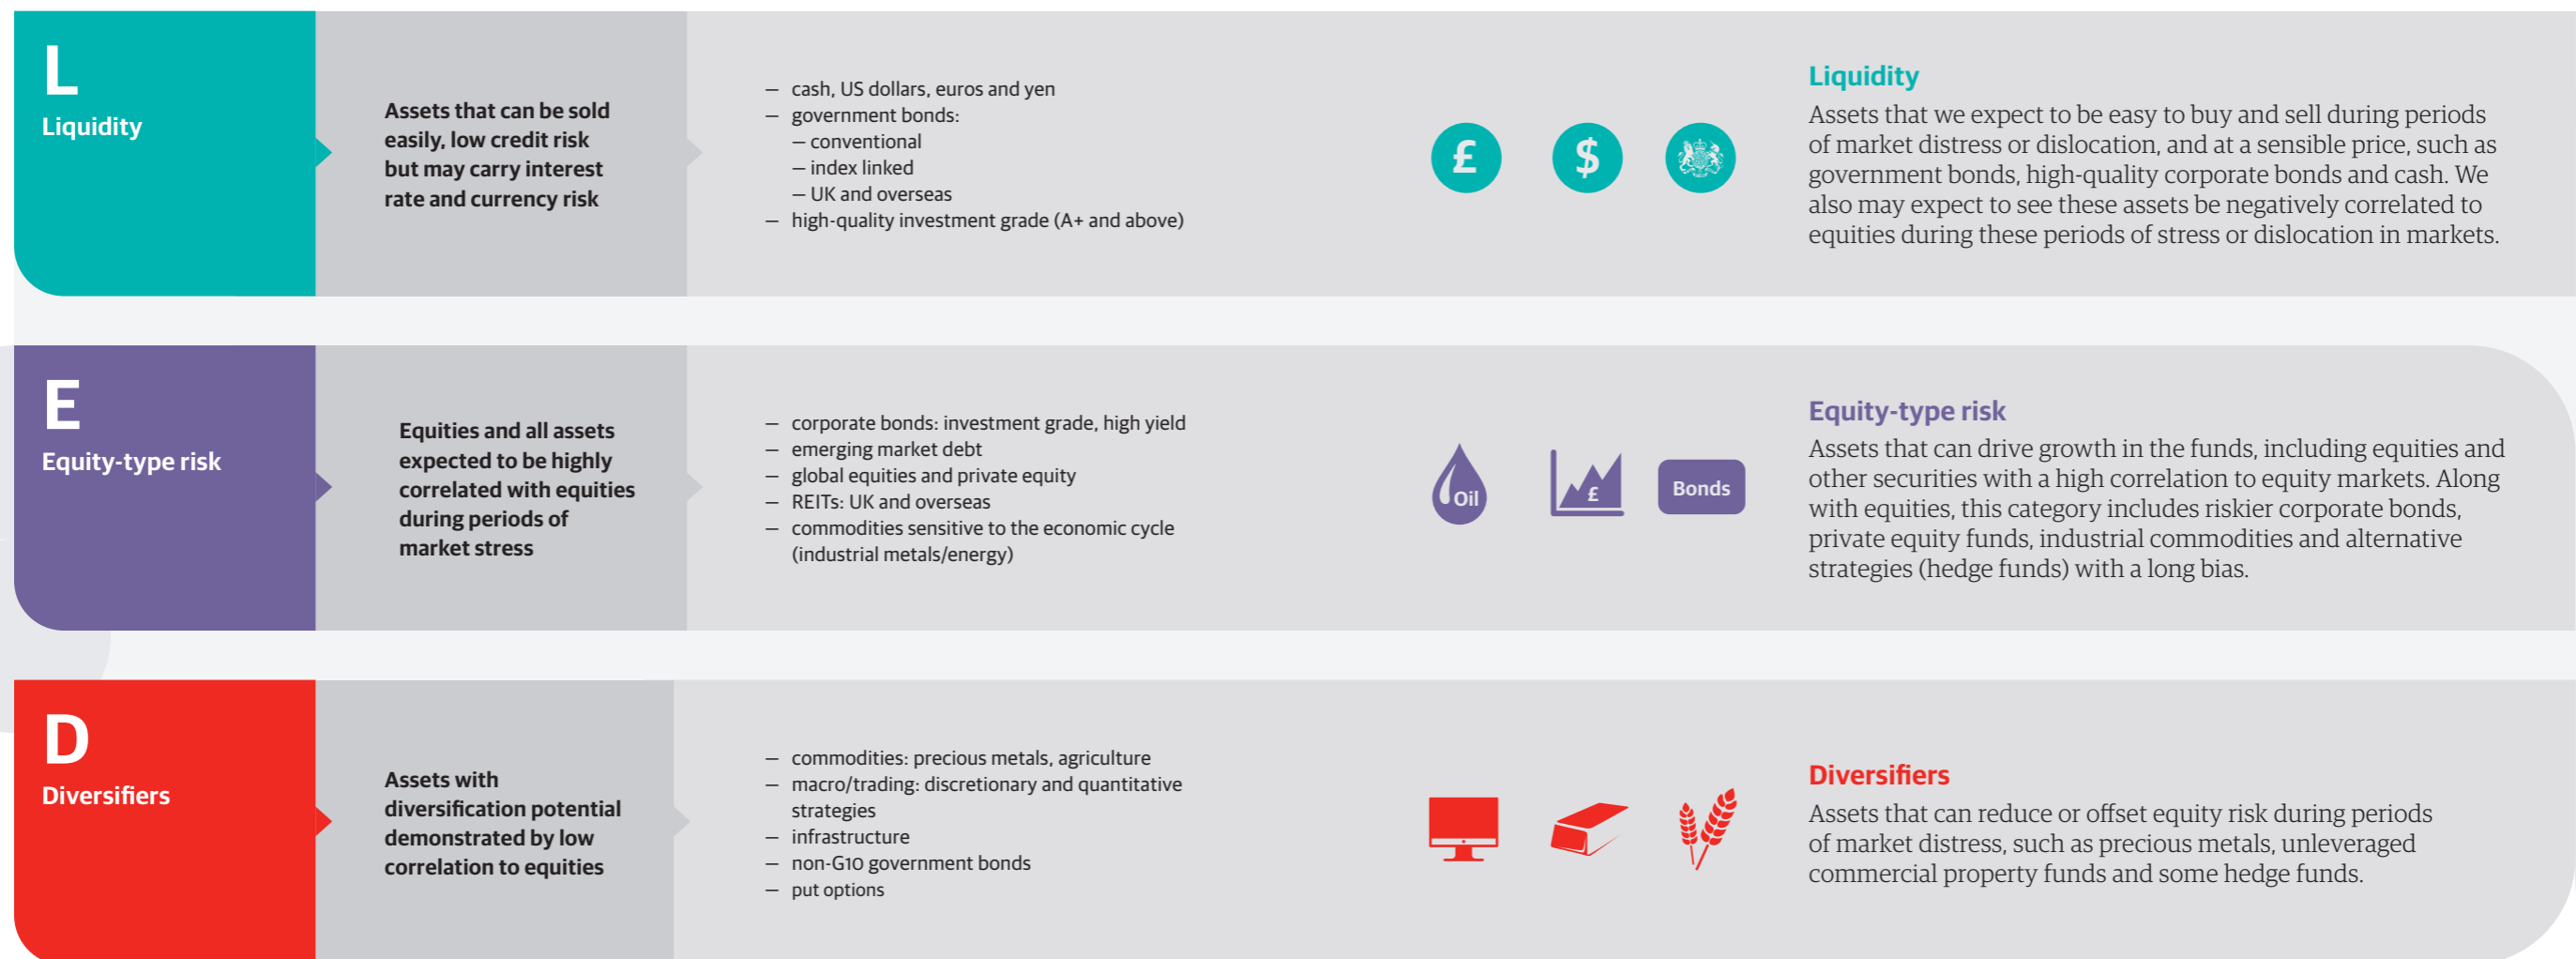 L
Liquidity
Assets that can be sold
easily, low credit risk
but may carry interest
rate and currency risk
— cash, US dollars, euros and yen
— government bonds:
— conventional
— index linked
— UK and overseas
— high-quality investment grade (A+ and above)
£
$
Liquidity
Assets that we expect to be easy to buy and sell during periods
of market distress or dislocation, and at a sensible price, such as
government bonds, high-quality corporate bonds and cash. We
also may expect to see these assets be negatively correlated to
equities during these periods of stress or dislocation in markets.
E
Equity-type risk
Equities and all assets
expected to be highly
correlated with equities
during periods of
market stress
— corporate bonds: investment grade, high yield
— emerging market debt
— global equities and private equity
— REITs: UK and overseas
— commodities sensitive to the economic cycle
(industrial metals/energy)
Oil
£
Bonds
Equity-type risk
Assets that can drive growth in the funds, including equities and
other securities with a high correlation to equity markets. Along
with equities, this category includes riskier corporate bonds,
private equity funds, industrial commodities and alternative
strategies (hedge funds) with a long bias.
D
Diversifiers
Assets with
diversification potential
demonstrated by low
correlation to equities
— commodities: precious metals, agriculture
— macro/trading: discretionary and quantitative
strategies
— infrastructure
— non-G10 government bonds
— put options
Diversifiers
Assets that can reduce or offset equity risk during periods
of market distress, such as precious metals, unleveraged
commercial property funds and some hedge funds.